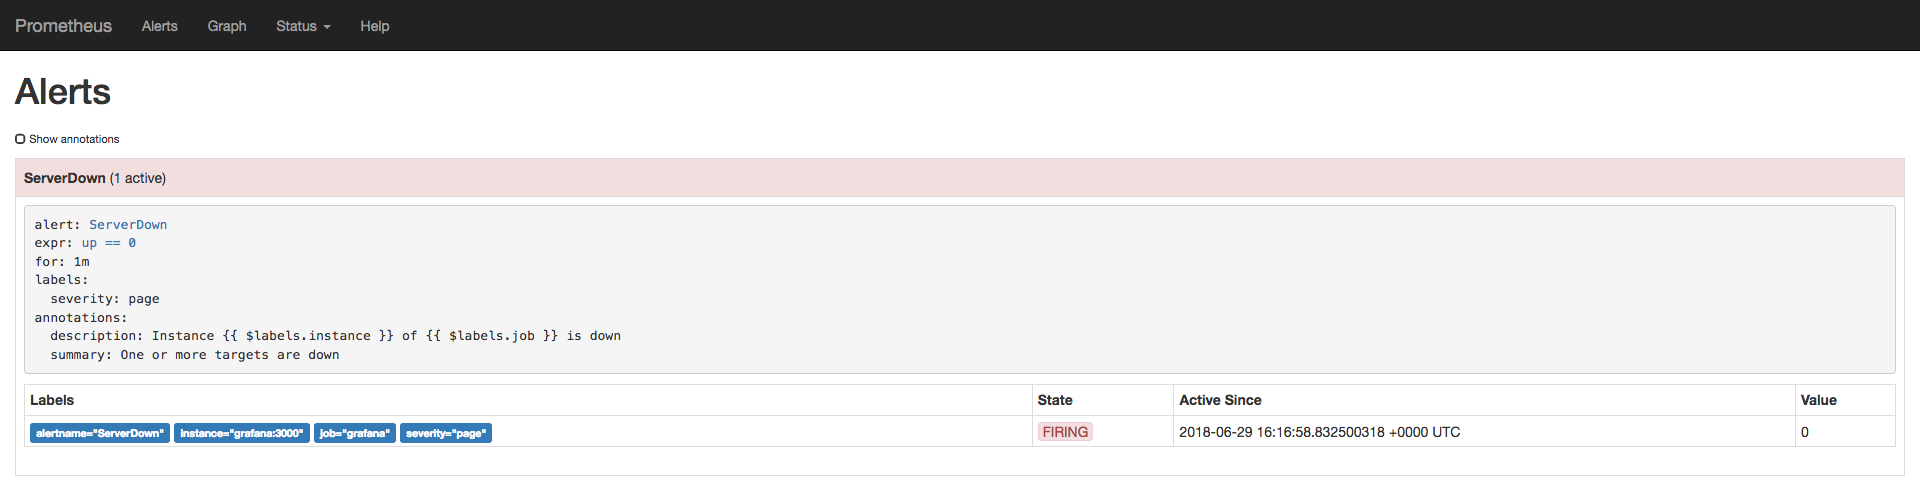 Prometheus Alerts Graph Status Help
Alerts
Show annotations
ServerDown (1 active)
alert: ServerDown
expr: up == 0
for: 1m
labels:
  severity: page
annotations:
  description: Instance {{ $labels.instance }} of {{ $labels.job }} is down
  summary: One or more targets are down
Labels State Active Since Value
alertname="ServerDown" instance="grafana:3000" job="grafana" severity="page" FIRING 2018-06-29 16:16:58.832500318 +0000 UTC 0